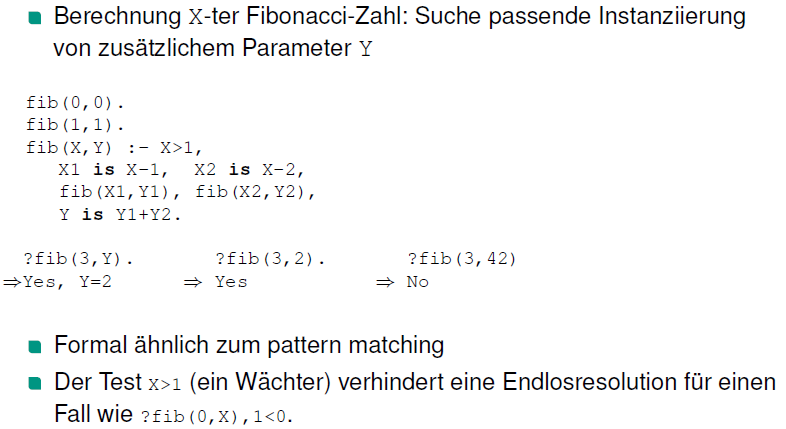 Berechnung X-ter Fibonacci-Zahl: Suche passende Instanziierung
von zusätzlichem Parameter Y
fib(0,0).
fib(1,1).
fib(X,Y) :- X>1,
X1 is X-1, X2 is X-2,
fib(X1,Y1), fib(X2,Y2),
Y is Y1+Y2.
?fib(3,Y). ?fib(3,2). ?fib(3,42)
⇒Yes, Y=2 ⇒ Yes ⇒ No
Formal ähnlich zum pattern matching
Der Test X>1 (ein Wächter) verhindert eine Endlosresolution für einen
Fall wie ?fib(0,X),1<0.